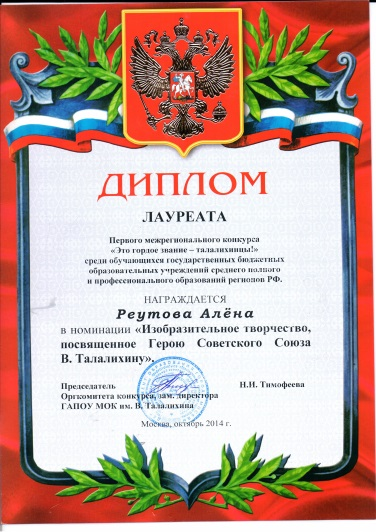 ДИПЛОМ
ЛАУРЕАТА
Первого межрегионального конкурса
«Это гордое звание – талалихинцы!»
среди обучающихся государственных бюджетных
образовательных учреждений среднего полного
и профессионального образований регионов РФ.
НАГРАЖДАЕТСЯ
Реутова Алёна
в номинации «Изобразительное творчество,
посвященное Герою Советского Союза
В. Талалихину».
Председатель Н.Н. Тимофеева
Оргкомитета конкурса, зам. директора
ГАПОУ МОК им. В. Талалихина
Москва, октябрь 2014 г.